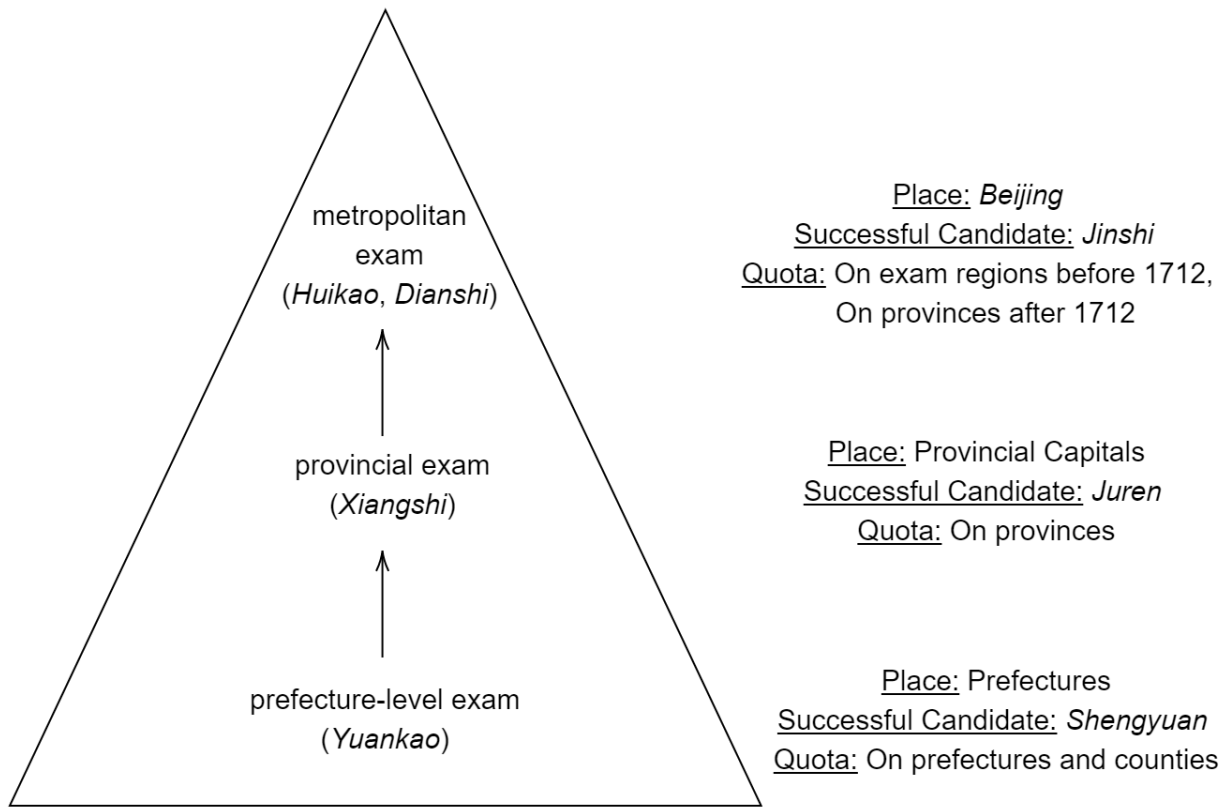 metropolitan
exam
(Huikao, Dianshi)
Place: Beijing
Successful Candidate: Jinshi
Quota: On exam regions before 1712,
On provinces after 1712
provincial exam
(Xiangshi)
Place: Provincial Capitals
Successful Candidate: Juren
Quota: On provinces
prefecture-level exam
(Yuankao)
Place: Prefectures
Successful Candidate: Shengyuan
Quota: On prefectures and counties